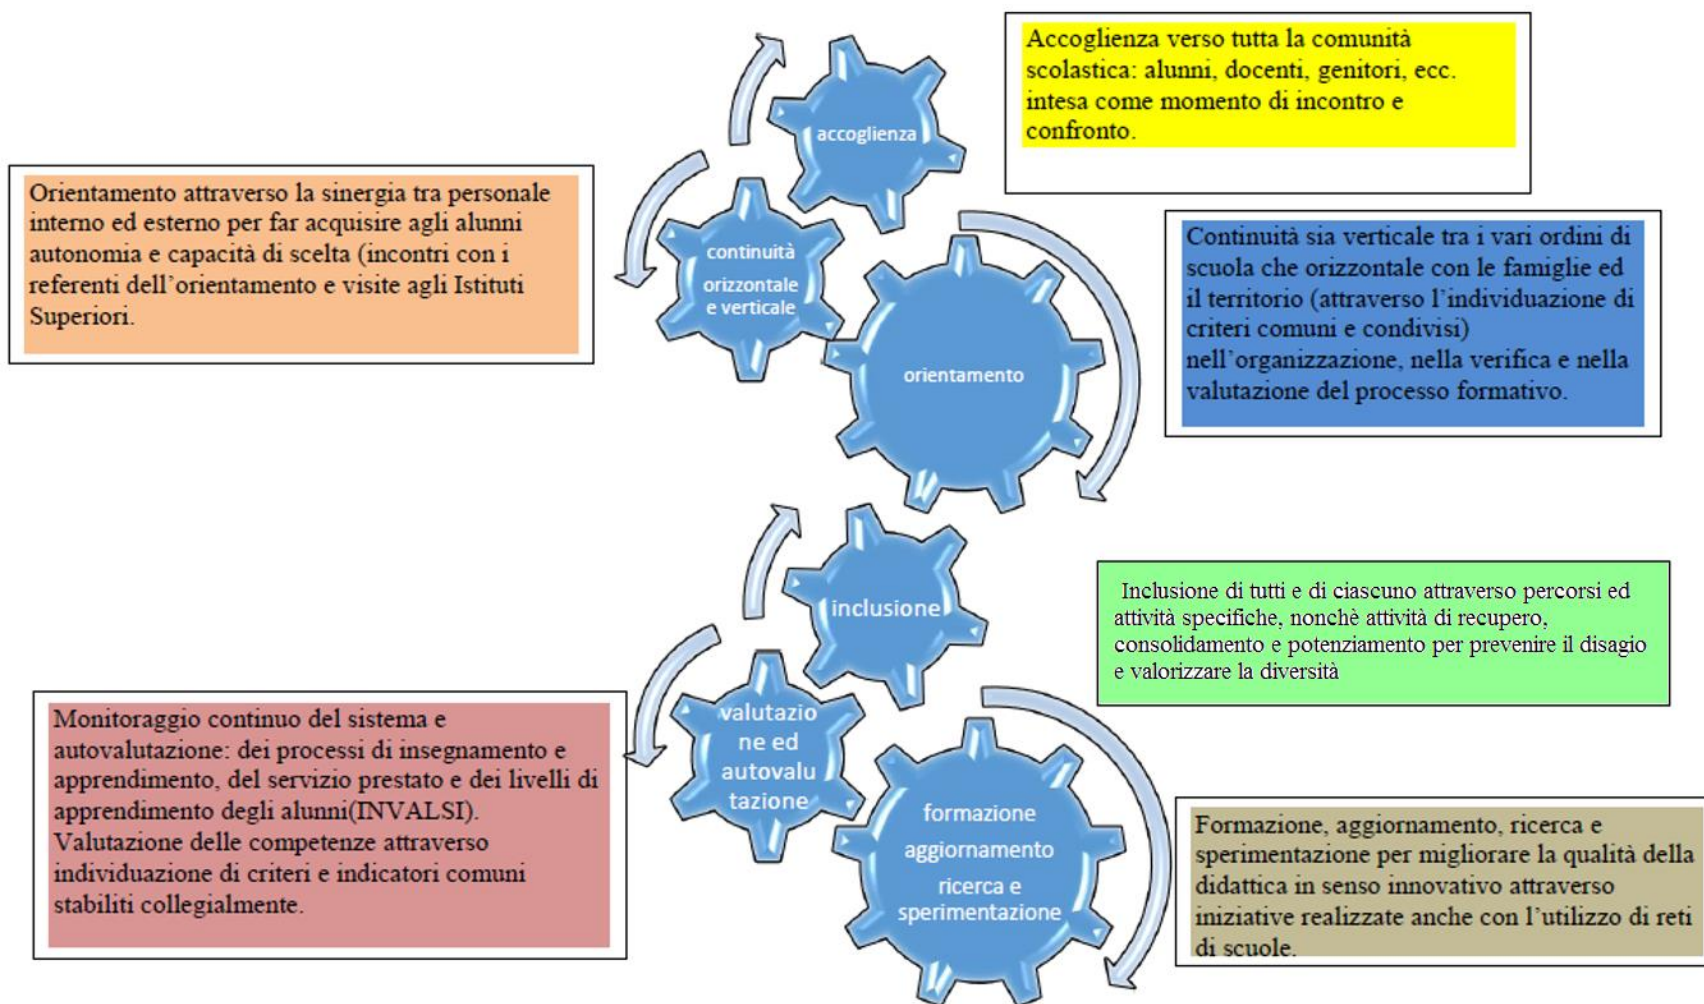 accoglienza
Accoglienza verso tutta la comunità
scolastica: alunni, docenti, genitori, ecc.
intesa come momento di incontro e
confronto.
Orientamento attraverso la sinergia tra personale
interno ed esterno per far acquisire agli alunni
autonomia e capacità di scelta (incontri con i
referenti dell'orientamento e visite agli Istituti
Superiori.
continuità
orizzontale
e verticale
orientamento
Continuità sia verticale tra i vari ordini di
scuola che orizzontale con le famiglie ed
il territorio (attraverso l'individuazione di
criteri comuni e condivisi)
nell'organizzazione, nella verifica e nella
valutazione del processo formativo.
inclusione
Inclusione di tutti e di ciascuno attraverso percorsi ed
attività specifiche, nonchè attività di recupero,
consolidamento e potenziamento per prevenire il disagio
e valorizzare la diversità
Monitoraggio continuo del sistema e
autovalutazione: dei processi di insegnamento e
apprendimento, del servizio prestato e dei livelli di
apprendimento degli alunni(INVALSI).
Valutazione delle competenze attraverso
individuazione di criteri e indicatori comuni
stabiliti collegialmente.
valutazio
ne ed
autovalu
tazione
formazione
aggiornamento
ricerca e
sperimentazione
Formazione, aggiornamento, ricerca e
sperimentazione per migliorare la qualità della
didattica in senso innovativo attraverso
iniziative realizzate anche con l'utilizzo di reti
di scuole.